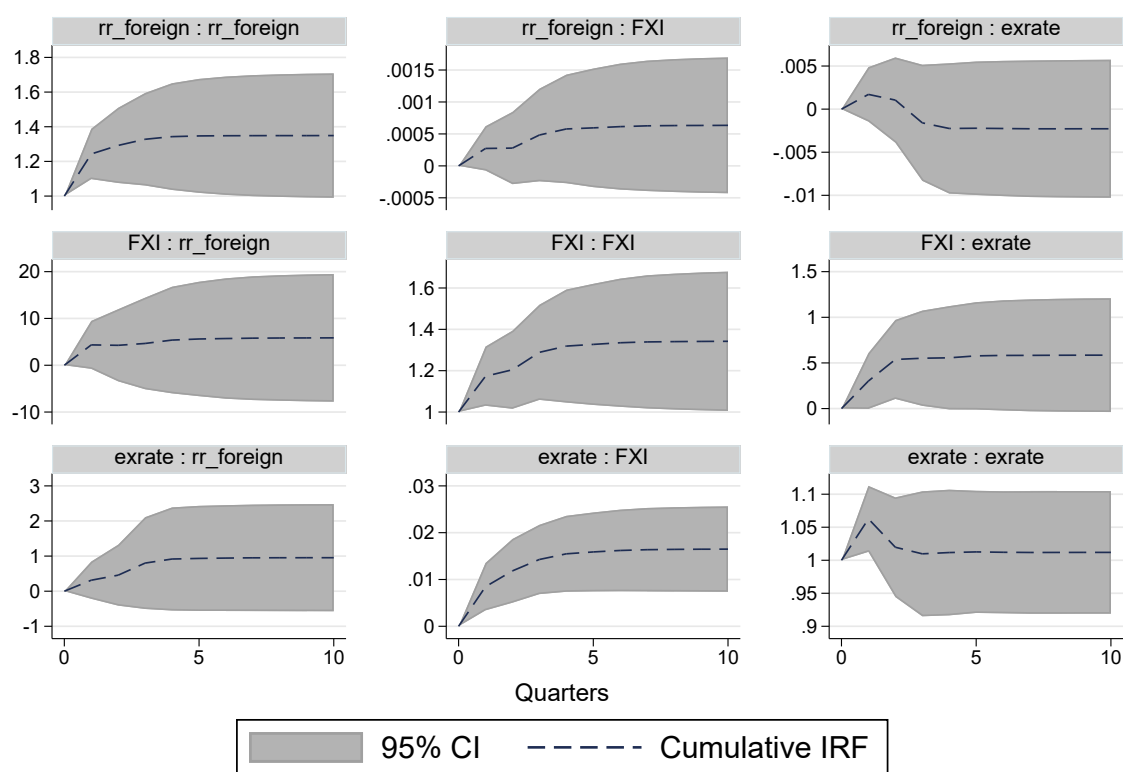 rr_foreign : rr_foreign
rr_foreign : FXI
rr_foreign : exrate
1.8
1.6
1.4
1.2
1
.0015
.001
.0005
0
-.0005
.005
0
-.005
-.01
FXI : rr_foreign
FXI : FXI
FXI : exrate
20
10
0
-10
1.6
1.4
1.2
1
1.5
1
.5
0
exrate : rr_foreign
exrate : FXI
exrate : exrate
3
2
1
0
-1
.03
.02
.01
0
1.1
1.05
1
.95
.9
0 5 10
0 5 10
0 5 10
Quarters
95% CI Cumulative IRF